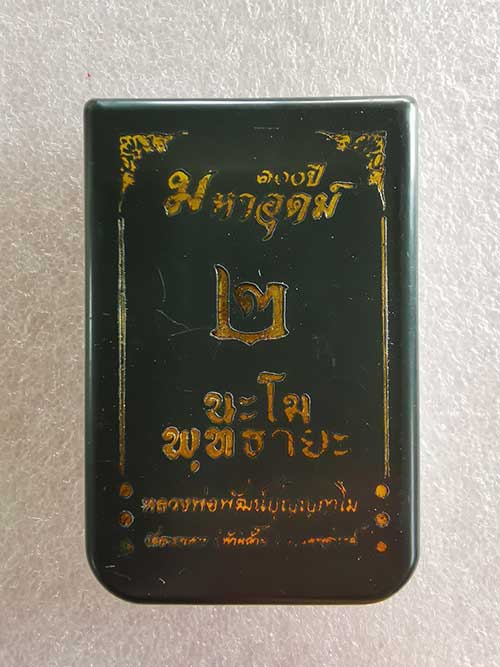 ๑๐๐ปี
มหาอุดม์
๒
นะโม
พุทธายะ
หลวงพ่อพัฒน์ปุญฺญกาโม